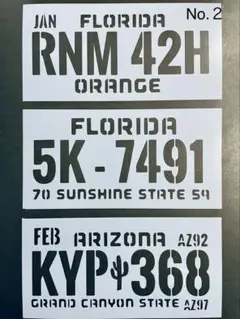 No. 2
JAN FLORIDA
RNM 42H
ORANGE
FLORIDA
5K - 7491
70 SUNSHINE STATE 59
FEB ARIZONA AZ92
KYP 368
GRAND CANYON STATE AZ97